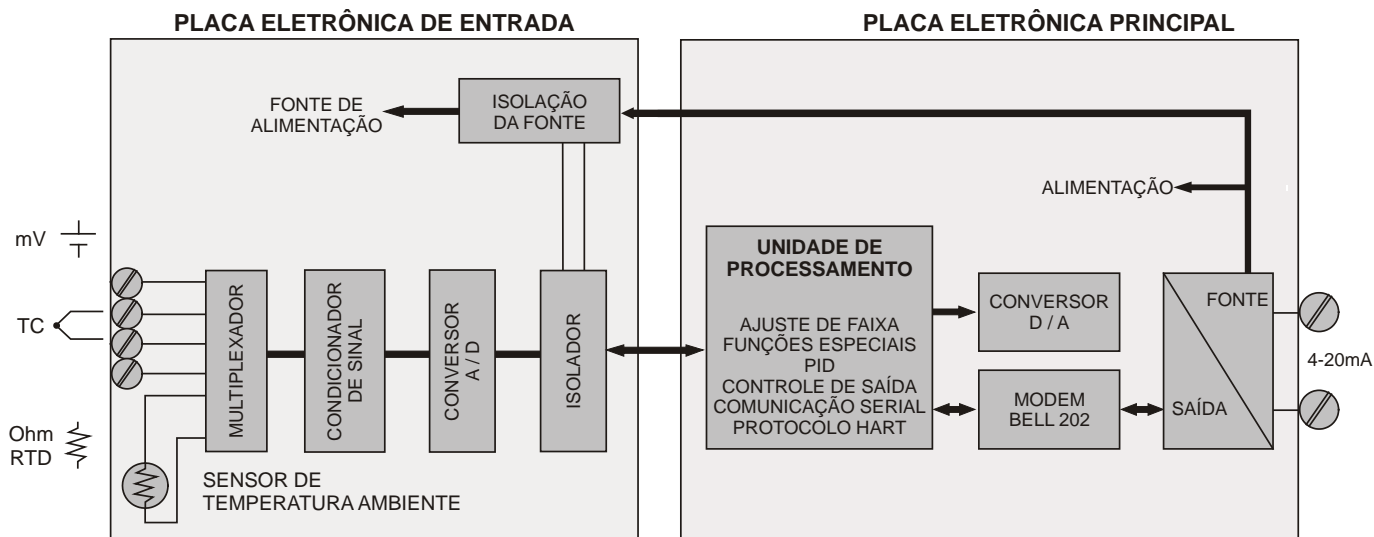 PLACA ELETRÔNICA DE ENTRADA
PLACA ELETRÔNICA PRINCIPAL
FONTE DE
ALIMENTAÇÃO
ISOLAÇÃO
DA FONTE
ALIMENTAÇÃO
mV
TC
Ohm
RTD
MULTIPLEXADOR
CONDICIONADOR
DE SINAL
CONVERSOR
A / D
ISOLADOR
SENSOR DE
TEMPERATURA AMBIENTE
UNIDADE DE
PROCESSAMENTO
AJUSTE DE FAIXA
FUNÇÕES ESPECIAIS
PID
CONTROLE DE SAÍDA
COMUNICAÇÃO SERIAL
PROTOCOLO HART
CONVERSOR
D / A
MODEM
BELL 202
FONTE
SAÍDA
4-20mA